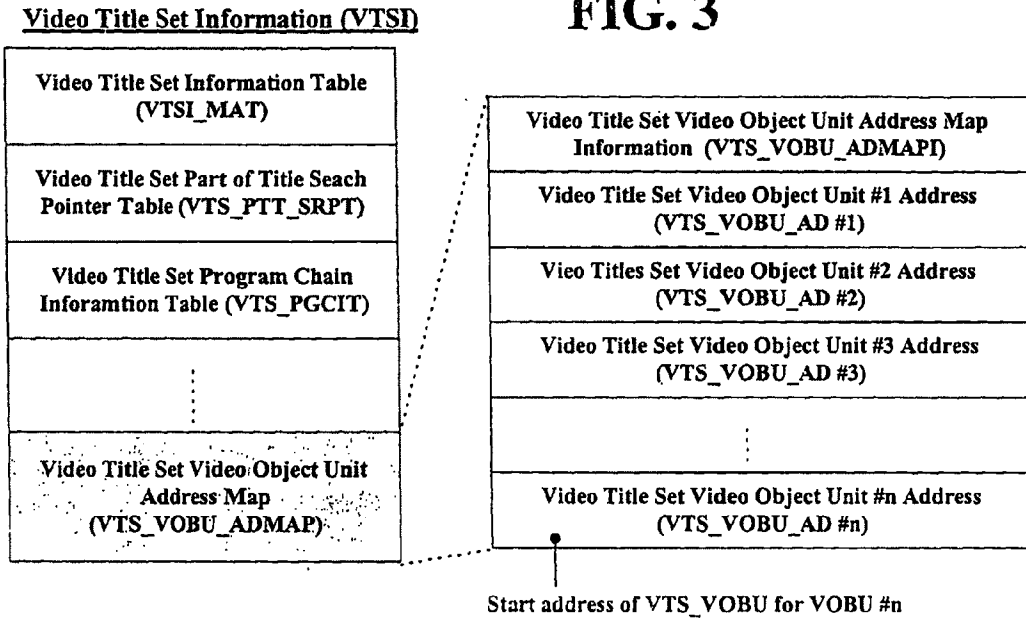 FIG. 3
Video Title Set Information (VTSI)
Video Title Set Information Table
(VTSI_MAT)
Video Title Set Part of Title Seach
Pointer Table (VTS_PTT_SRPT)
Video Title Set Program Chain
Inforamtion Table (VTS_PGCIT)
Video Title Set Video Object Unit
Address Map
(VTS_VOBU_ADMAP)
Video Title Set Video Object Unit Address Map
Information (VTS_VOBU_ADMAPI)
Video Title Set Video Object Unit #1 Address
(VTS_VOBU_AD #1)
Vieo Titles Set Video Object Unit #2 Address
(VTS_VOBU_AD #2)
Video Title Set Video Object Unit #3 Address
(VTS_VOBU_AD #3)
Video Title Set Video Object Unit #n Address
(VTS_VOBU_AD #n)
Start address of VTS_VOBU for VOBU #n